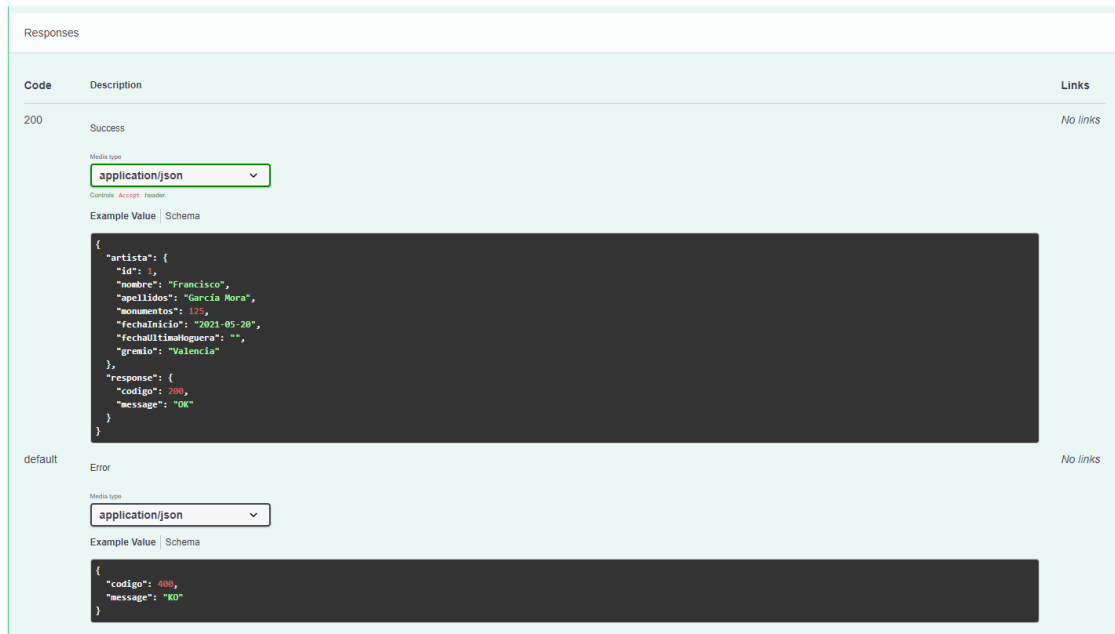 Responses
Code Description Links
200 Success No links
Media type
application/json
Controls Accept header.
Example Value Schema
{
"artista": {
"id": 1,
"nombre": "Francisco",
"apellidos": "García Mora",
"monumentos": 125,
"fechaInicio": "2021-05-20",
"fechaUltimaHoguera": "",
"gremio": "Valencia"
},
"response": {
"codigo": 200,
"message": "OK"
}
}
default Error No links
Media type
application/json
Example Value Schema
{
"codigo": 400,
"message": "KO"
}